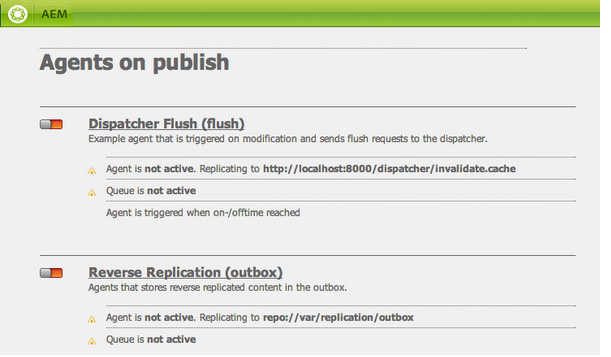 AEM
Agents on publish
Dispatcher Flush (flush)
Example agent that is triggered on modification and sends flush requests to the dispatcher.
Agent is not active. Replicating to http://localhost:8000/dispatcher/invalidate.cache
Queue is not active
Agent is triggered when on-/offtime reached
Reverse Replication (outbox)
Agents that stores reverse replicated content in the outbox.
Agent is not active. Replicating to repo://var/replication/outbox
Queue is not active